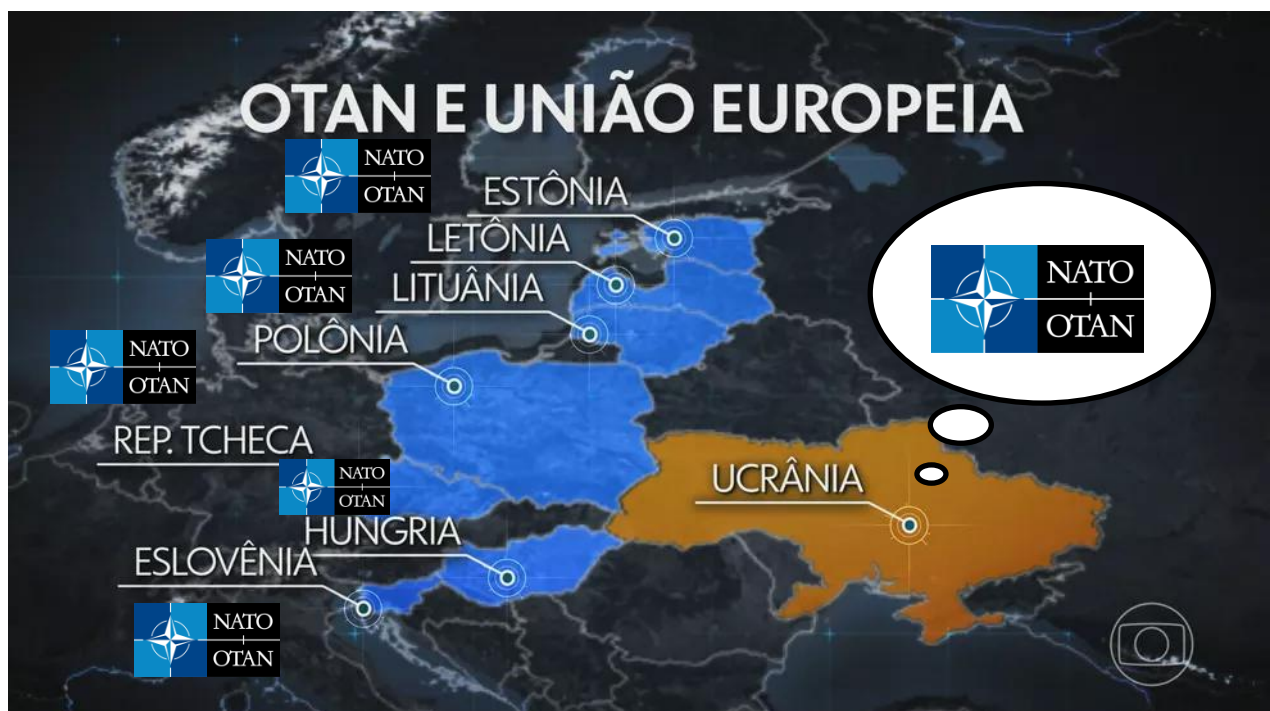 OTAN E UNIÃO EUROPEIA
NATO
OTAN
ESTÔNIA
LETÔNIA
NATO
OTAN
LITUÂNIA
NATO
OTAN
POLÔNIA
NATO
OTAN
REP. TCHECA
NATO
OTAN
UCRÂNIA
HUNGRIA
ESLOVÊNIA
NATO
OTAN